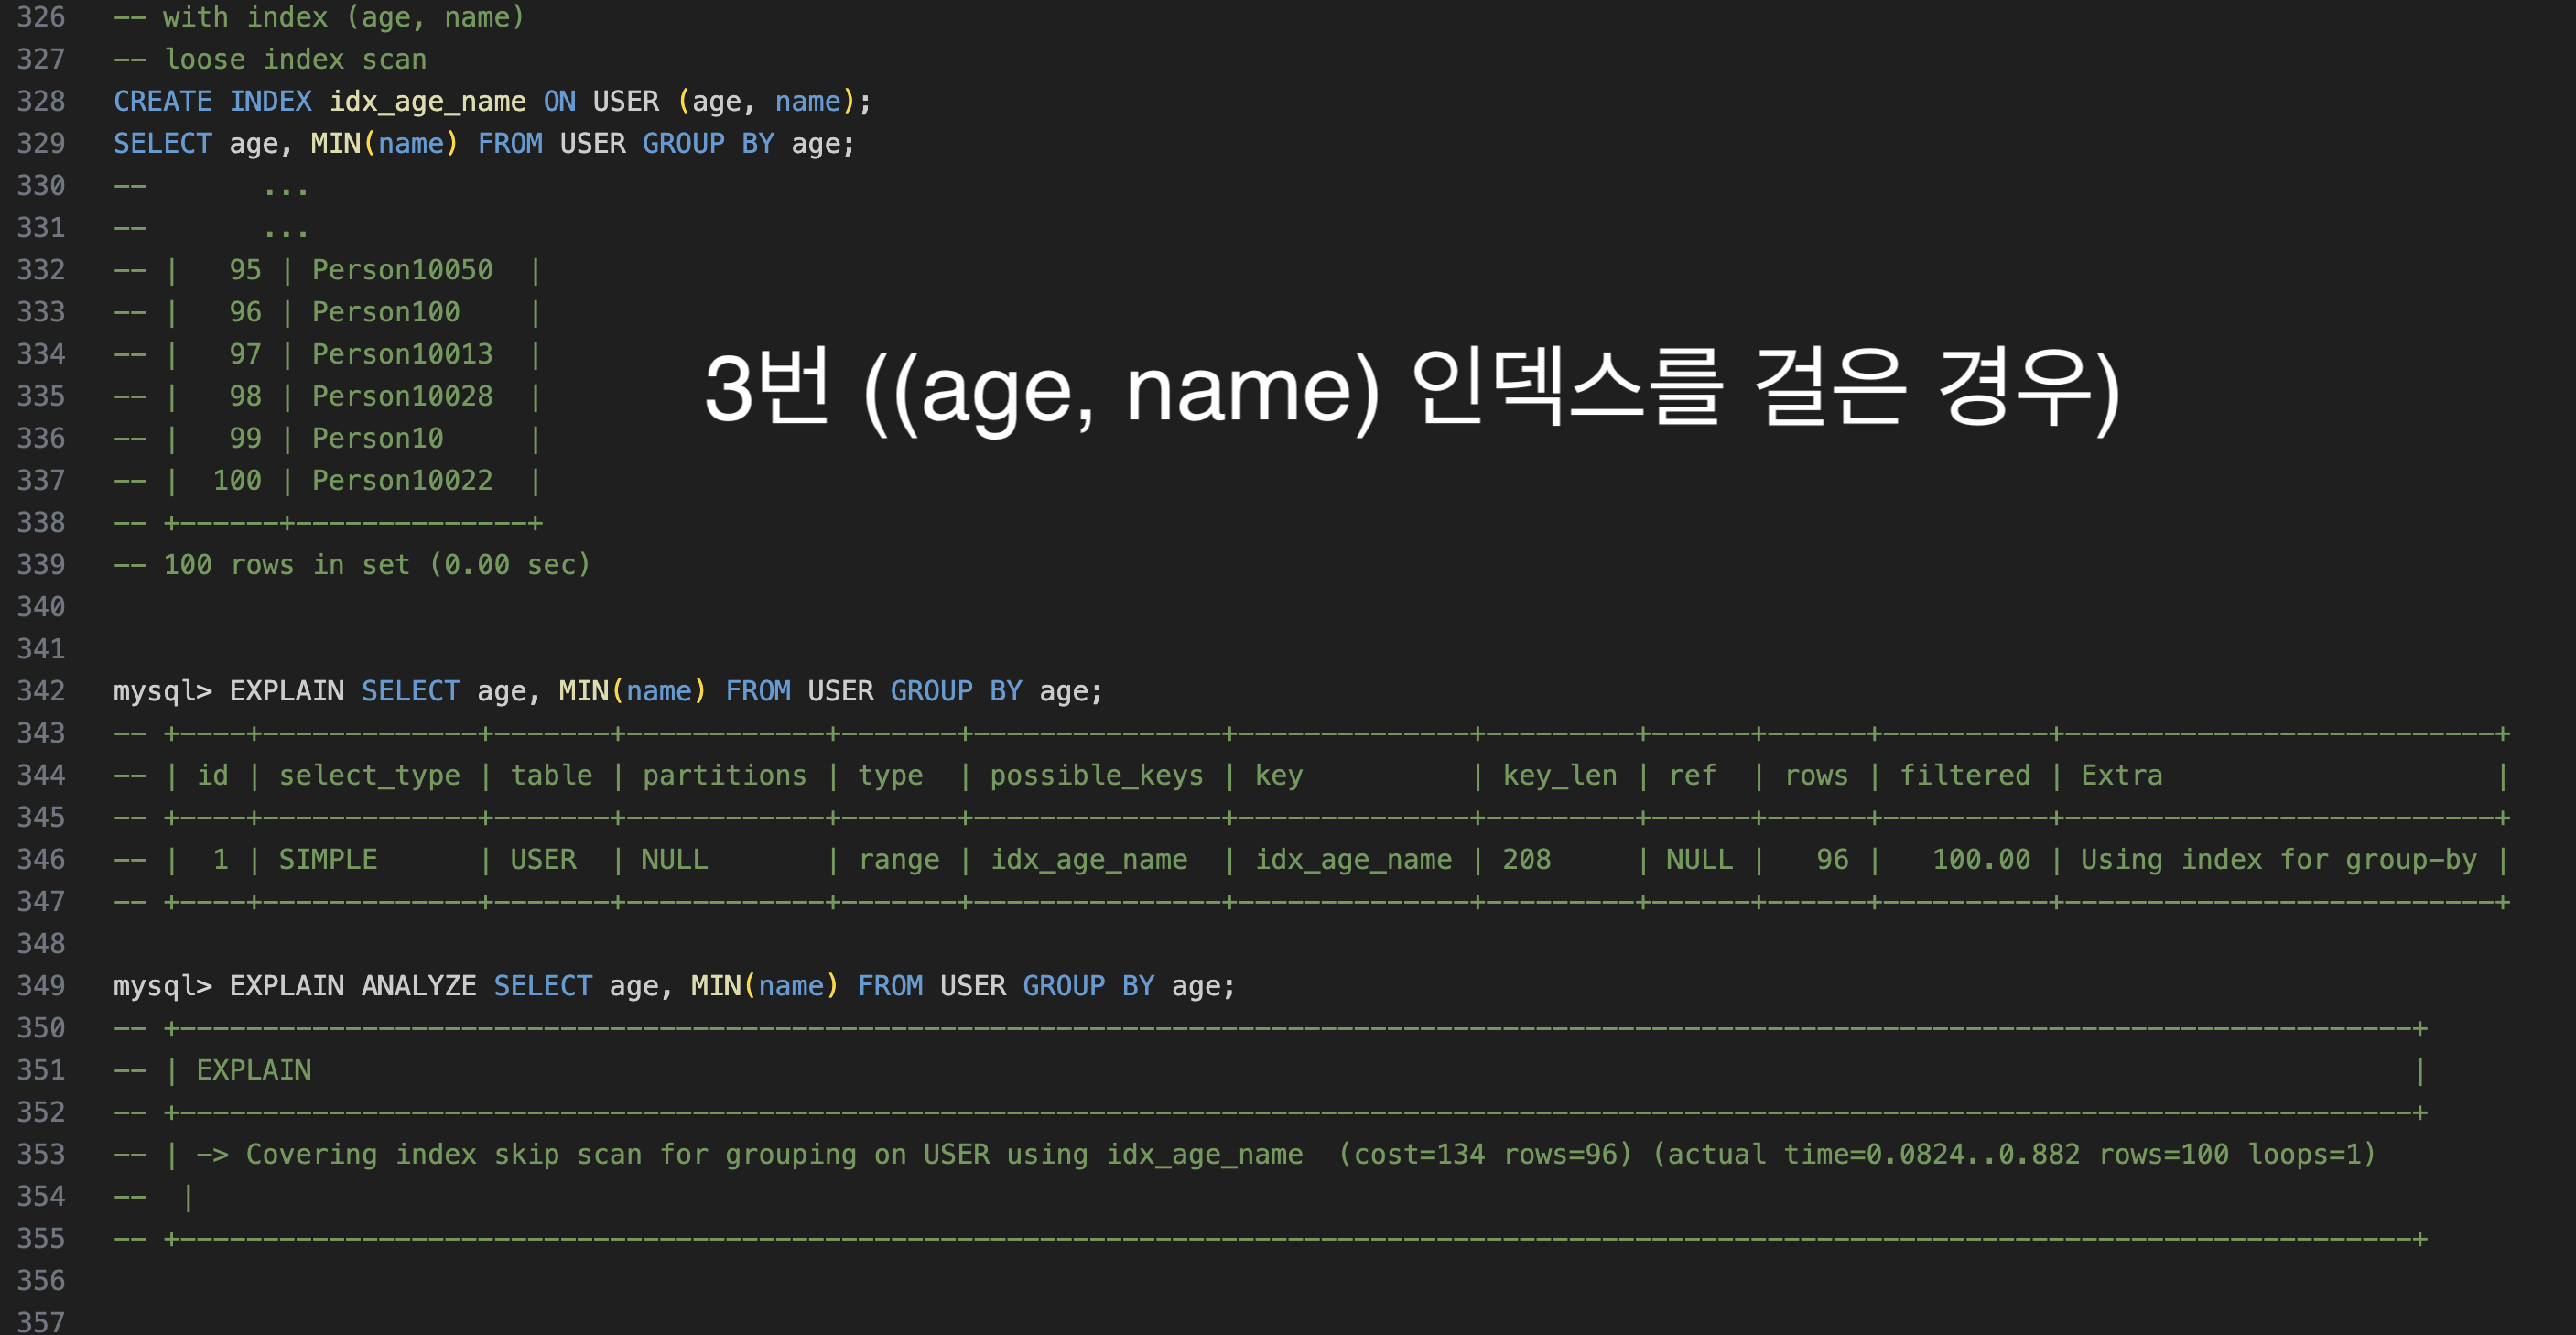 326 -- with index (age, name)
327 -- loose index scan
328 CREATE INDEX idx_age_name ON USER (age, name);
329 SELECT age, MIN(name) FROM USER GROUP BY age;
330 --       ...
331 --       ...
332 -- |   95 | Person10050  |
333 -- |   96 | Person100    |
334 -- |   97 | Person10013  |
3번 ((age, name) 인덱스를 걸은 경우)
335 -- |   98 | Person10028  |
336 -- |   99 | Person10     |
337 -- |  100 | Person10022  |
338 -- +------+--------------+
339 -- 100 rows in set (0.00 sec)
340
341
342 mysql> EXPLAIN SELECT age, MIN(name) FROM USER GROUP BY age;
343 -- +----+-------------+-------+------------+-------+---------------+--------------+---------+------+------+----------+--------------------------+
344 -- | id | select_type | table | partitions | type  | possible_keys | key          | key_len | ref  | rows | filtered | Extra                    |
345 -- +----+-------------+-------+------------+-------+---------------+--------------+---------+------+------+----------+--------------------------+
346 -- |  1 | SIMPLE      | USER  | NULL       | range | idx_age_name  | idx_age_name | 208     | NULL |   96 |   100.00 | Using index for group-by |
347 -- +----+-------------+-------+------------+-------+---------------+--------------+---------+------+------+----------+--------------------------+
348
349 mysql> EXPLAIN ANALYZE SELECT age, MIN(name) FROM USER GROUP BY age;
350 -- +----------------------------------------------------------------------------------------------------------------------------------------+
351 -- | EXPLAIN                                                                                                                                |
352 -- +----------------------------------------------------------------------------------------------------------------------------------------+
353 -- | -> Covering index skip scan for grouping on USER using idx_age_name  (cost=134 rows=96) (actual time=0.0824..0.882 rows=100 loops=1)
354 --  |
355 -- +----------------------------------------------------------------------------------------------------------------------------------------+
356
357